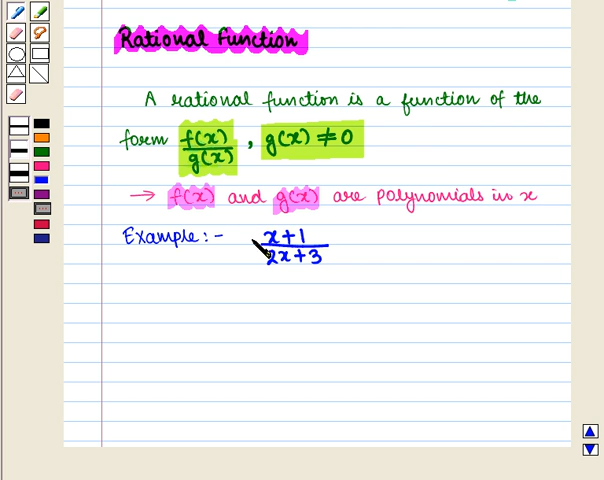 Rational Function
A rational function is a function of the
form f(x)/g(x) , g(x) ≠ 0
→ f(x) and g(x) are polynomials in x
Example:- x+1/2x+3